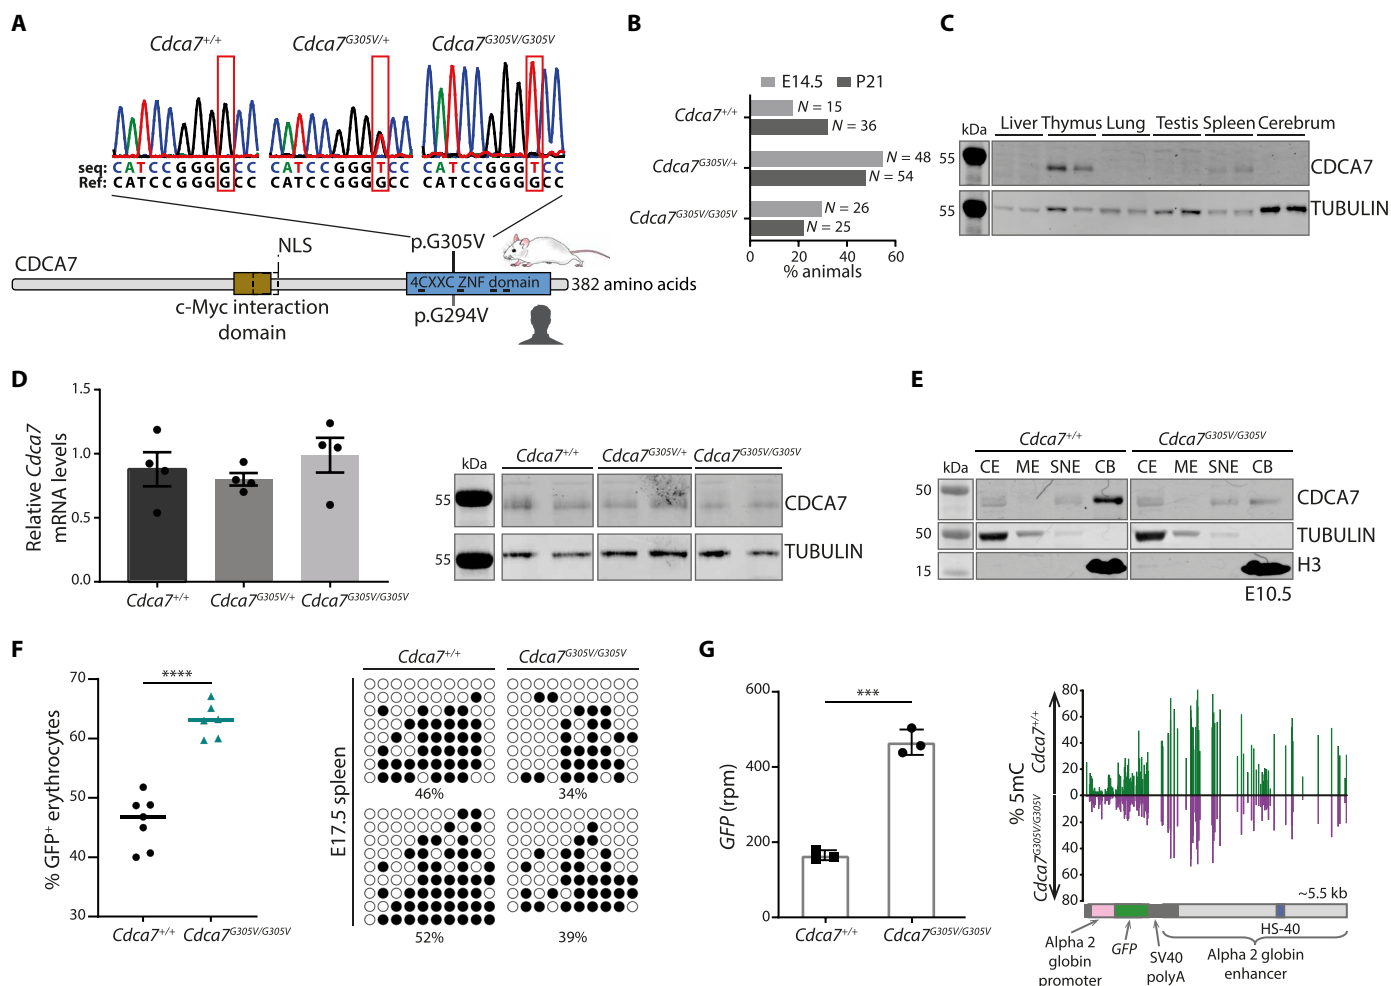 A
Cdca7+/+
Cdca7G305V/+
Cdca7G305V/G305V
seq: CATCCGGGGCC CATCCGGGTCC CATCCGGGGTCC
Ref: CATCCGGGGCC CATCCGGGGCC CATCCGGGGCC
NLS
p.G305V
CDCA7
4CXXC ZNF domain
382 amino acids
c-Myc interaction
domain
p.G294V
B
E14.5
P21
Cdca7+/+
N = 15
N = 36
Cdca7G305V/+
N = 48
N = 54
Cdca7G305V/G305V
N = 26
N = 25
0 20 40 60
% animals
C
kDa
Liver Thymus Lung Testis Spleen Cerebrum
55
CDCA7
55
TUBULIN
D
Relative Cdca7
mRNA levels
1.5
1.0
0.5
0.0
Cdca7+/+
Cdca7G305V/+
Cdca7G305V/G305V
kDa
Cdca7+/+
Cdca7G305V/+
Cdca7G305V/G305V
55
CDCA7
55
TUBULIN
E
Cdca7+/+
Cdca7G305V/G305V
kDa CE ME SNE CB CE ME SNE CB
50
CDCA7
50
TUBULIN
15
H3
E10.5
F
% GFP+ erythrocytes
70
60
50
40
30
****
Cdca7+/+
Cdca7G305V/G305V
E17.5 spleen
Cdca7+/+
Cdca7G305V/G305V
46%
34%
52%
39%
G
GFP (rpm)
600
400
200
0
***
Cdca7+/+
Cdca7G305V/G305V
% 5mC
Cdca7+/+
Cdca7G305V/G305V
80
60
40
20
0
20
40
60
80
~5.5 kb
HS-40
Alpha 2
globin
promoter
GFP
SV40
polyA
Alpha 2 globin
enhancer